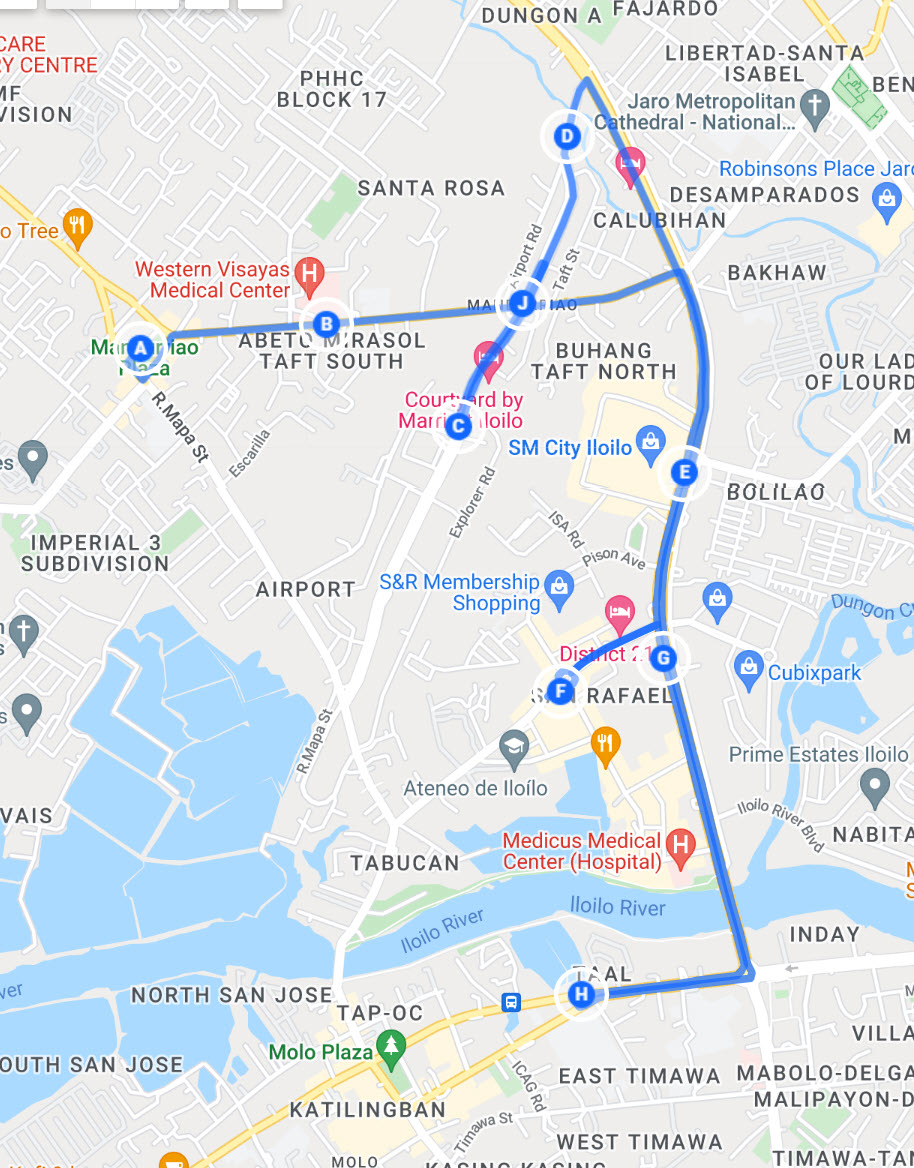 DUNGON A
FAJARDO
CARE
RY CENTRE
PHHC
BLOCK 17
LIBERTAD-SANTA
ISABEL
BEN
MF
VISION
Jaro Metropolitan
Cathedral - National...
D
Robinsons Place Jaro
SANTA ROSA
DESAMPARADOS
CALUBIHAN
o Tree
Airport Rd
Taft St
Western Visayas
Medical Center
H
BAKHAW
J
B
A
ABETO MIRASOL
TAFT SOUTH
BUHANG
TAFT NORTH
OUR LAD
OF LOURD
R.Mapa St
Courtyard by
Marriott Iloilo
C
Escarilla
SM City Iloilo
E
M
es
Explorer Rd
BOLILAO
ISA Rd
IMPERIAL 3
SUBDIVISION
Pison Ave
AIRPORT
S&R Membership
Shopping
Dungon C
n
s
District 21
G
Cubixpark
F
SAN RAFAEL
s
R.Mapa St
Prime Estates Iloilo
Ateneo de Iloílo
Iloilo River Blvd
VAIS
NABITA
Medicus Medical
Center (Hospital)
H
TABUCAN
M
S
Iloilo River
Iloilo River
INDAY
TAAL
ver
NORTH SAN JOSE
H
TAP-OC
VILLA
Molo Plaza
OUTH SAN JOSE
EAST TIMAWA
MABOLO-DELGA
MALIPAYON-D
ICAG Rd
KATILINGBAN
Timawa St
WEST TIMAWA
MOLO
TIMAWA-TAN
KASING-KASING